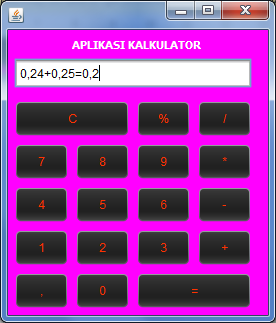 APLIKASI KALKULATOR
0,24+0,25=0,2
C % /
7 8 9 *
4 5 6 -
1 2 3 +
, 0 =